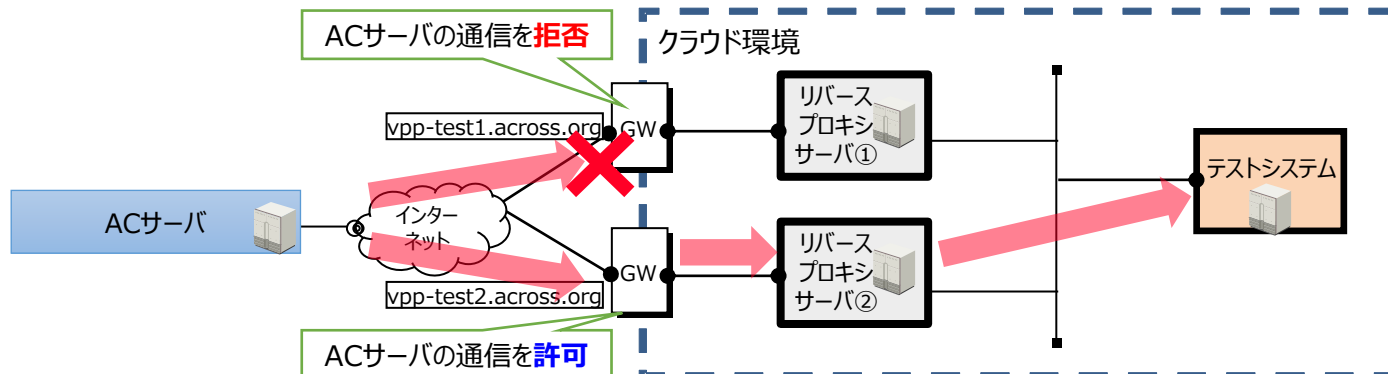 ACサーバの通信を拒否
クラウド環境
リバース
プロキシ
サーバ①
vpp-test1.across.org
GW
テストシステム
ACサーバ
インター
ネット
リバース
プロキシ
サーバ②
GW
vpp-test2.across.org
ACサーバの通信を許可